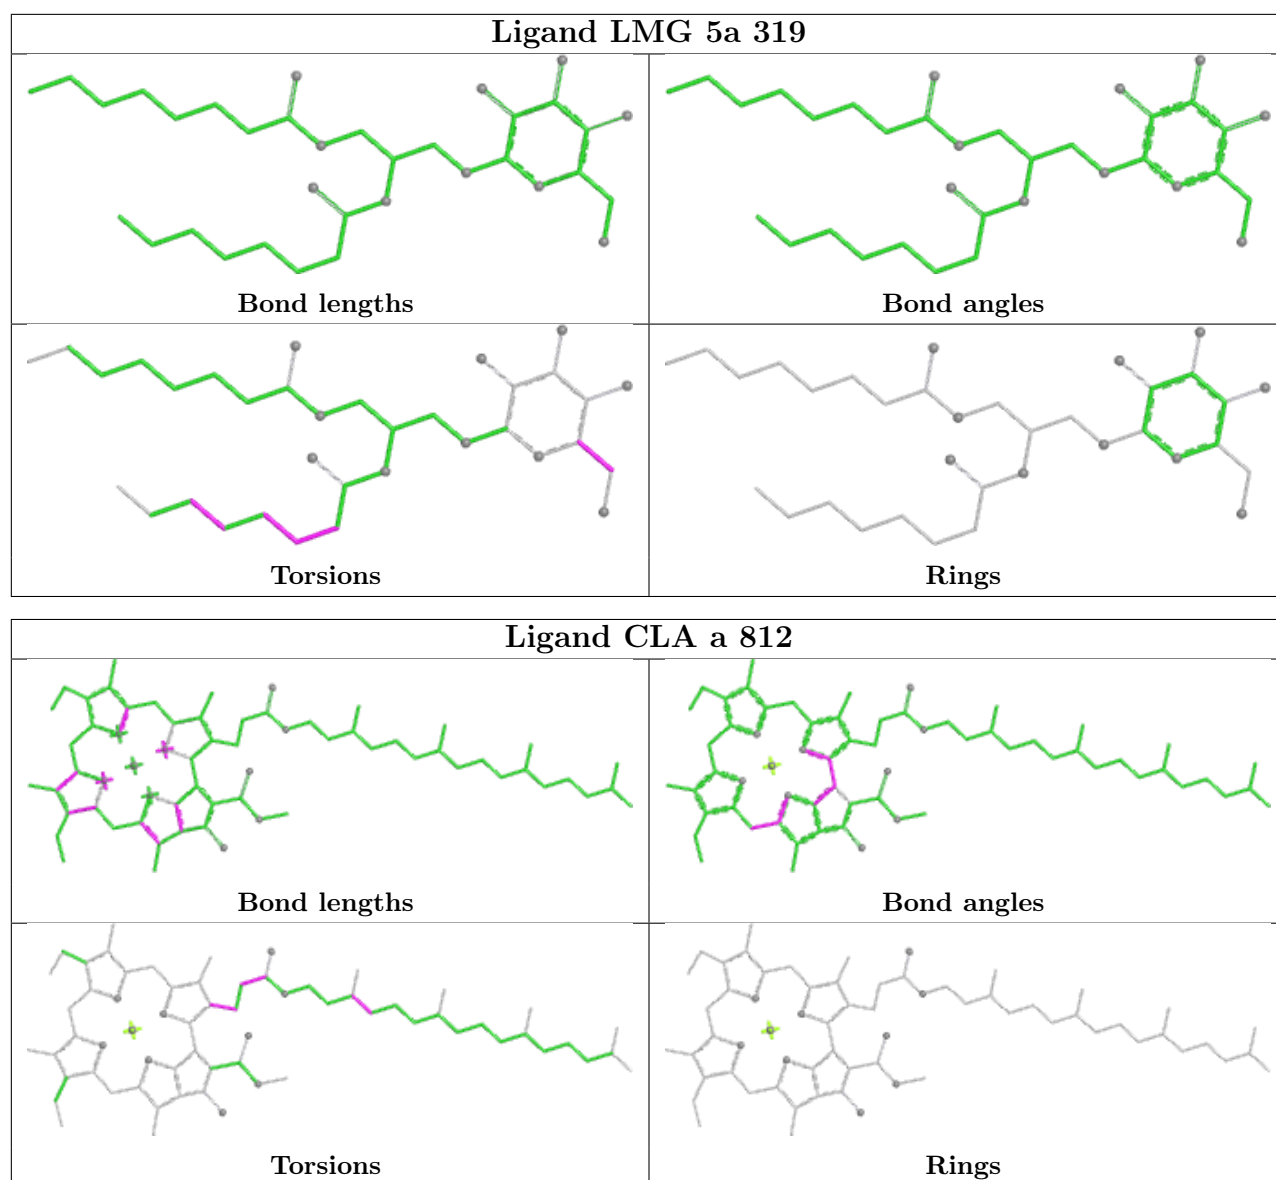 Ligand LMG 5a 319
Bond lengths
Bond angles
Torsions
Rings
Ligand CLA a 812
Bond lengths
Bond angles
Torsions
Rings